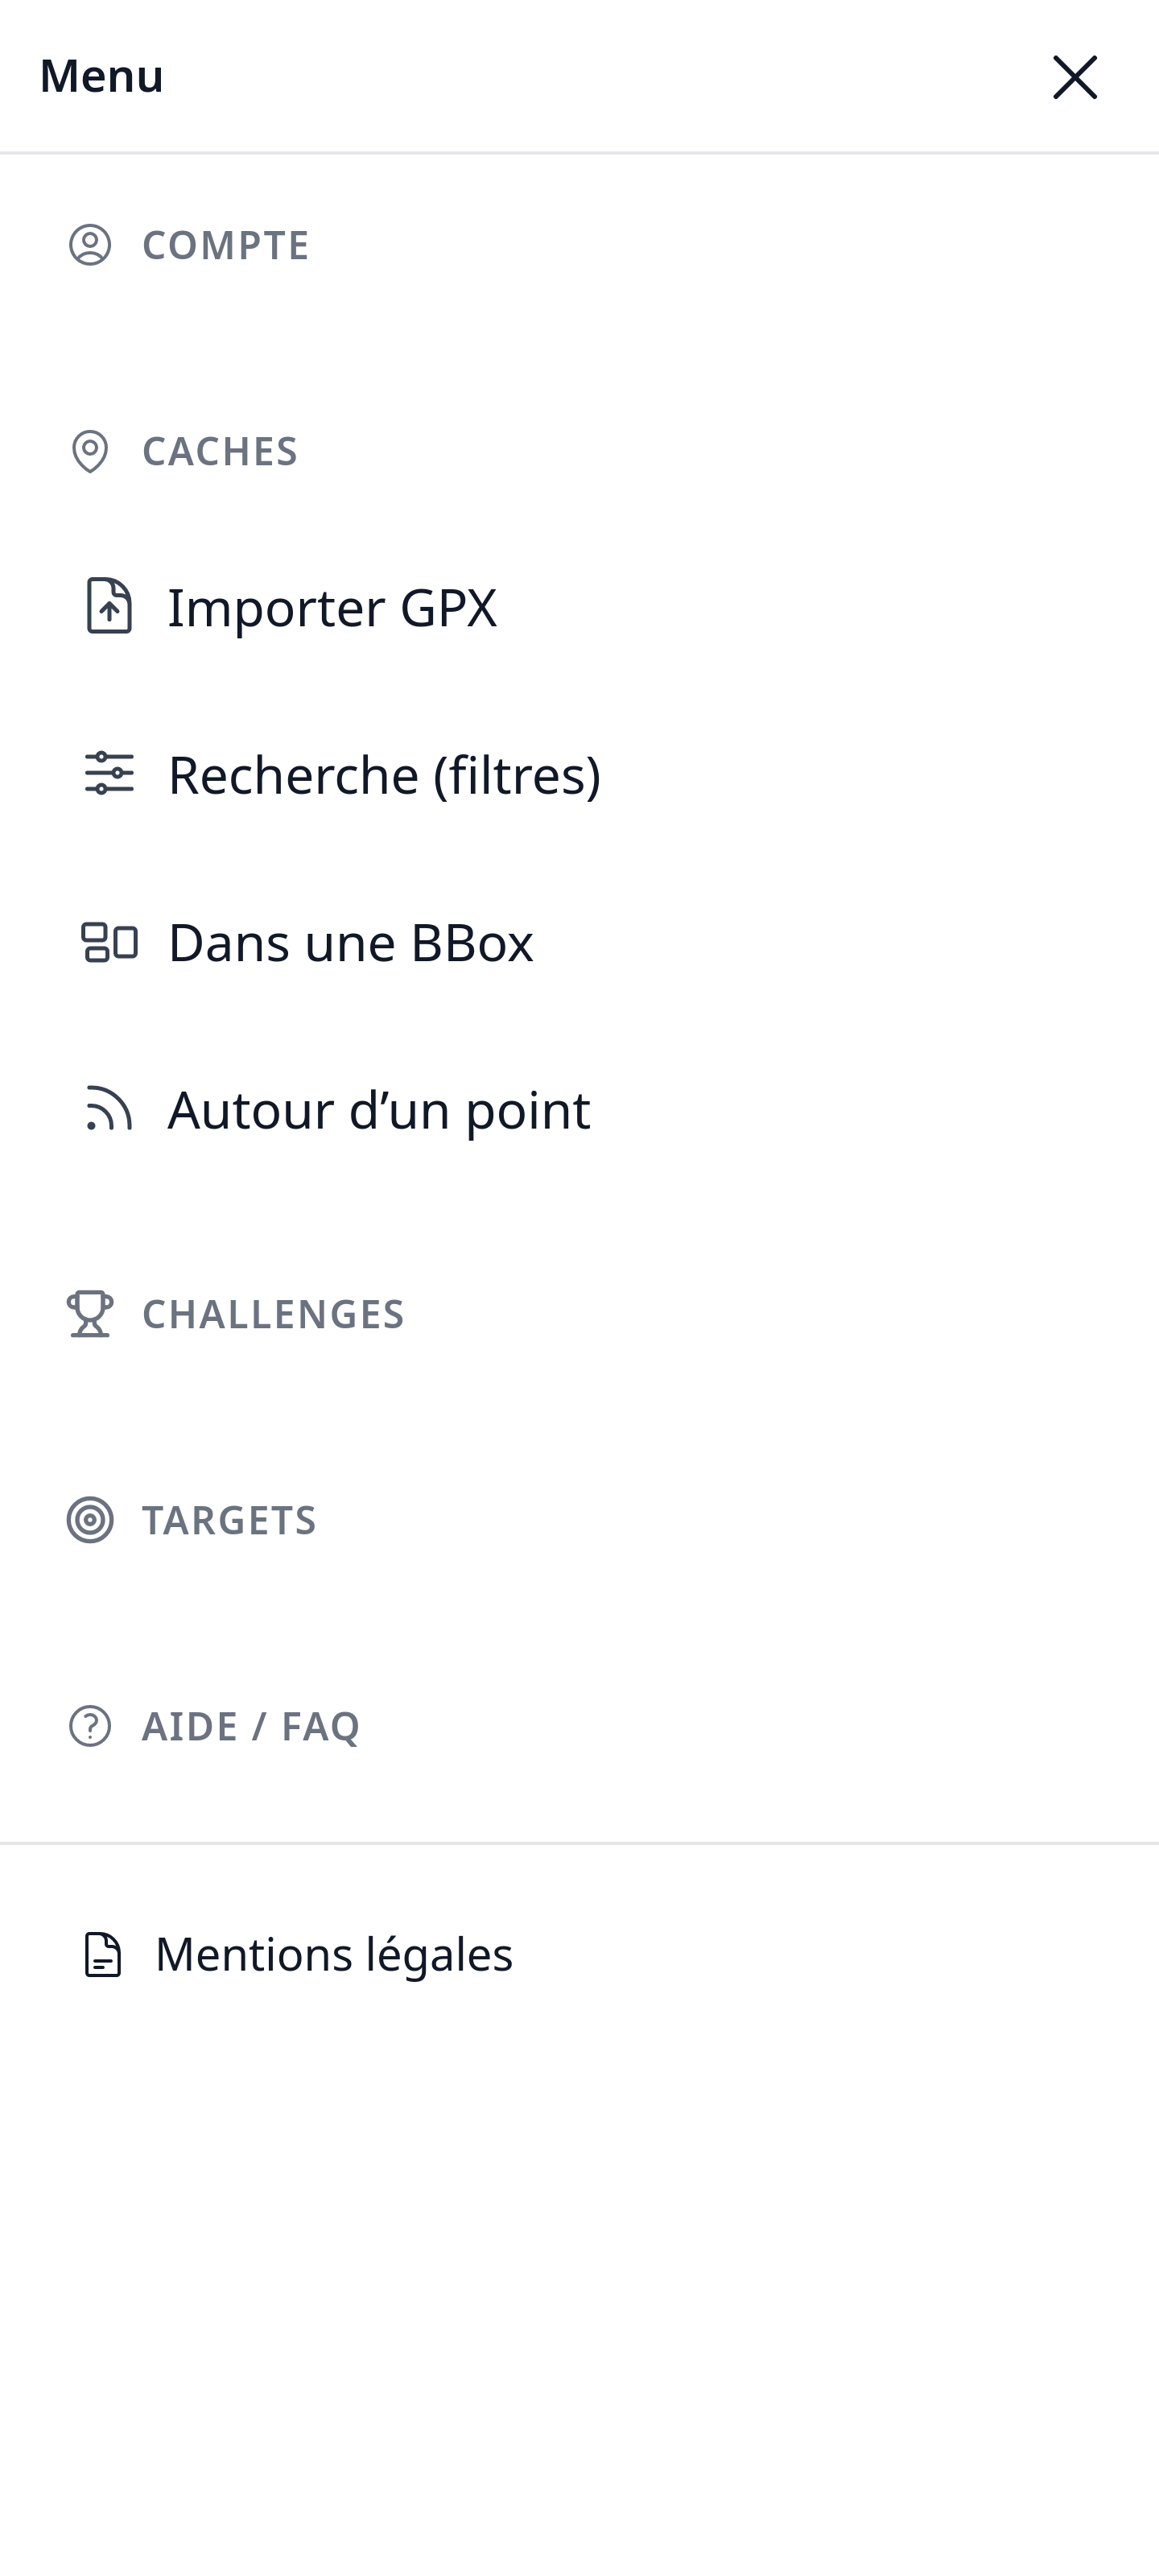 Menu
COMPTE
CACHES
Importer GPX
Recherche (filtres)
Dans une BBox
Autour d’un point
CHALLENGES
TARGETS
AIDE / FAQ
Mentions légales